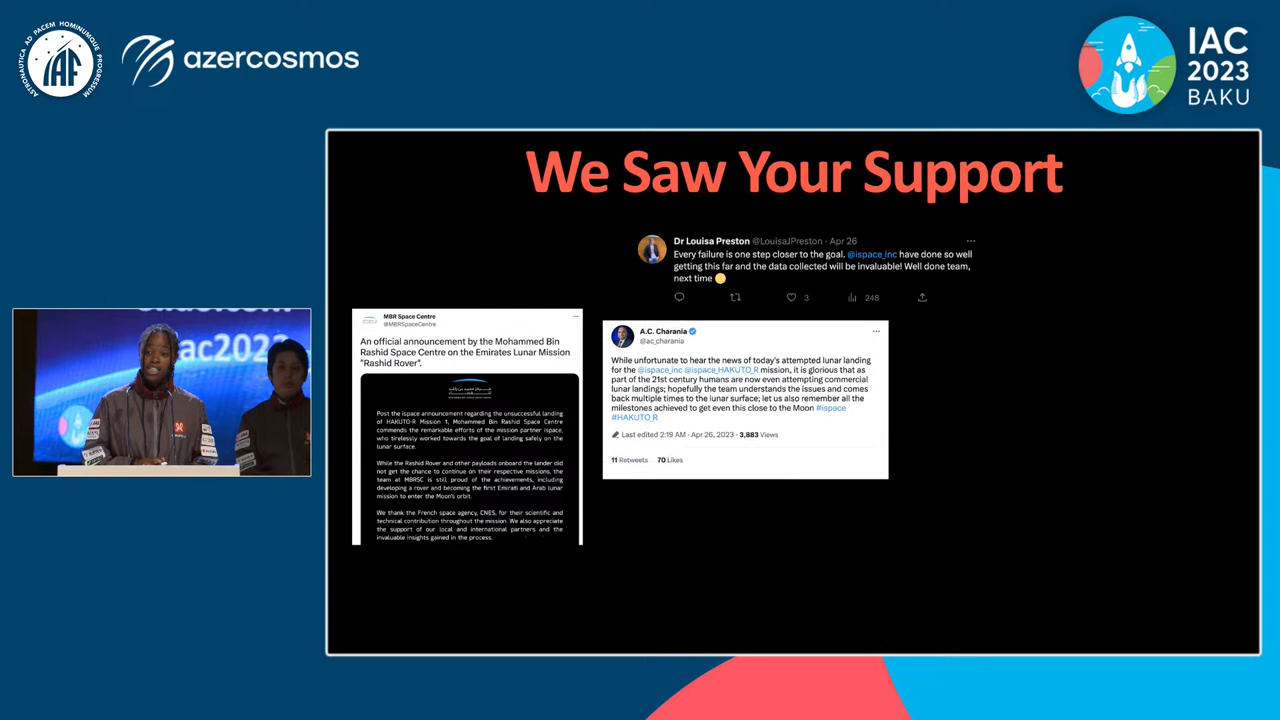 ASTRONAUTICA AD PACEM HOMINUMQUE PROGRESSUM
IAF
azercosmos
IAC
2023
BAKU
We Saw Your Support
Dr Louisa Preston @LouisaJPreston · Apr 26
Every failure is one step closer to the goal. @ispace_inc have done so well
getting this far and the data collected will be invaluable! Well done team,
next time
3
248
MBR Space Centre
@MBRSpaceCentre
An official announcement by the Mohammed Bin
Rashid Space Centre on the Emirates Lunar Mission
"Rashid Rover".
Post the ispace announcement regarding the unsuccessful landing
of HAKUTO-R Mission 1, Mohammed Bin Rashid Space Centre
commends the remarkable efforts of the mission partner ispace,
who tirelessly worked towards the goal of landing safely on the
lunar surface.
While the Rashid Rover and other payloads onboard the lander did
not get the chance to continue on their respective missions, the
team at MBRSC is still proud of the achievements, including
developing a rover and becoming the first Emirati and Arab lunar
mission to enter the Moon's orbit.
We thank the French space agency, CNES, for their scientific and
technical contribution throughout the mission. We also appreciate
the support of our local and international partners and the
invaluable insights gained in the process.
A.C. Charania
@ac_charania
While unfortunate to hear the news of today's attempted lunar landing
for the @ispace_inc @ispace_HAKUTO_R mission, it is glorious that as
part of the 21st century humans are now even attempting commercial
lunar landings; hopefully the team understands the issues and comes
back multiple times to the lunar surface; let us also remember all the
milestones achieved to get even this close to the Moon #ispace
#HAKUTO_R
Last edited 2:19 AM · Apr 26, 2023 · 3,883 Views
11 Retweets 70 Likes
ac2023